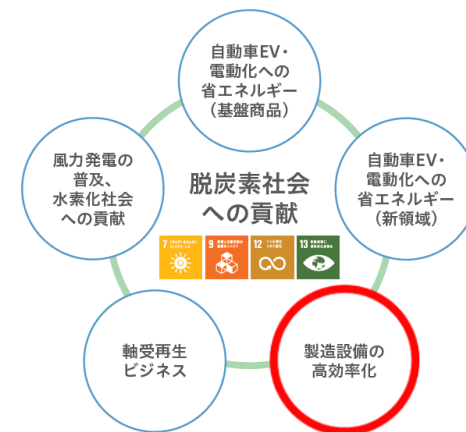 自動車EV・
電動化への
省エネルギー
（基盤商品）
風力発電の
普及、
水素化社会
への貢献
脱炭素社会
への貢献
自動車EV・
電動化への
省エネルギー
（新領域）
7
9
12
13
軸受再生
ビジネス
製造設備の
高効率化